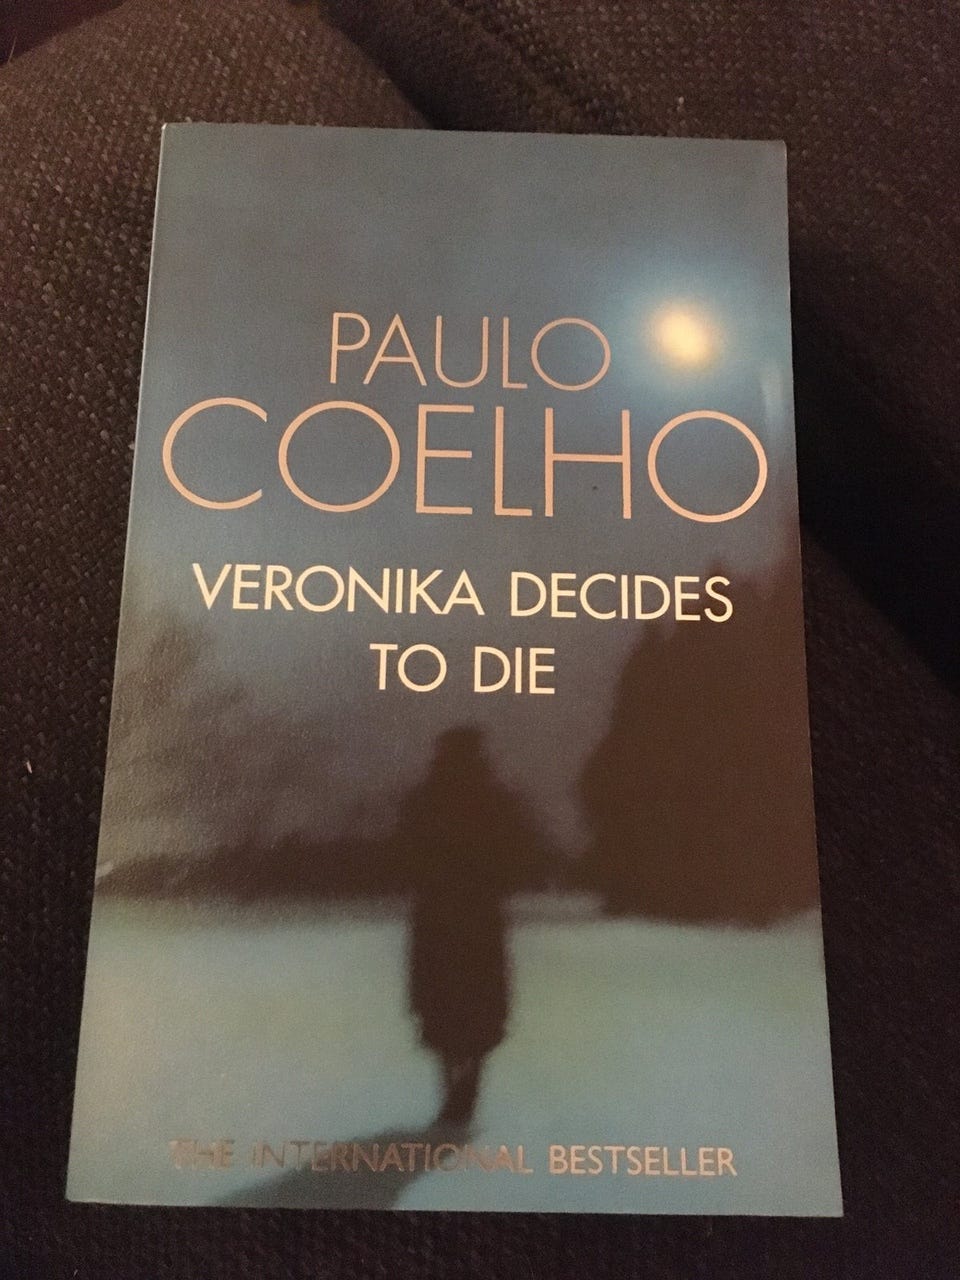 PAULO
COELHO
VERONIKA DECIDES
TO DIE
THE INTERNATIONAL BESTSELLER